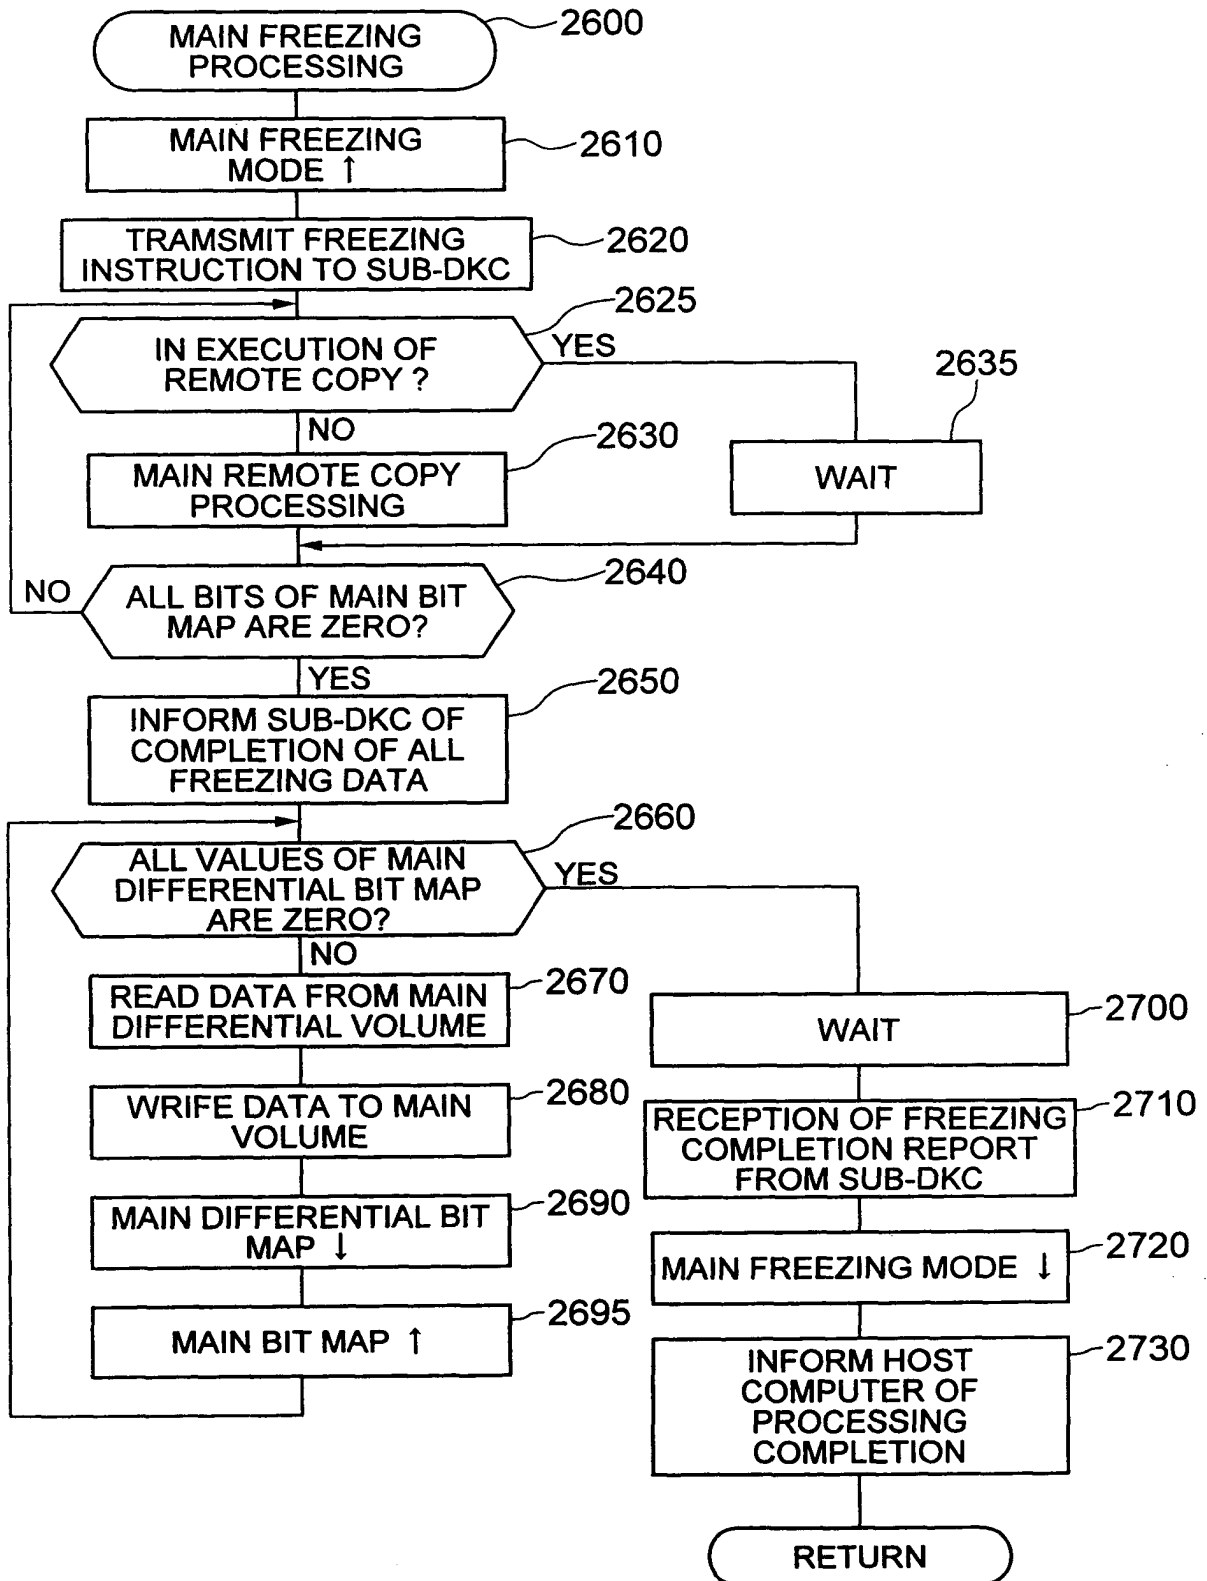 MAIN FREEZING
PROCESSING
2600
MAIN FREEZING
MODE ↑
2610
TRAMSMIT FREEZING
INSTRUCTION TO SUB-DKC
2620
2625
IN EXECUTION OF
REMOTE COPY ?
YES
2635
NO
WAIT
2630
MAIN REMOTE COPY
PROCESSING
2640
NO
ALL BITS OF MAIN BIT
MAP ARE ZERO?
YES
2650
INFORM SUB-DKC OF
COMPLETION OF ALL
FREEZING DATA
2660
ALL VALUES OF MAIN
DIFFERENTIAL BIT MAP
ARE ZERO?
YES
NO
2670
READ DATA FROM MAIN
DIFFERENTIAL VOLUME
2680
WRIFE DATA TO MAIN
VOLUME
2690
MAIN DIFFERENTIAL BIT
MAP ↓
2695
MAIN BIT MAP ↑
2700
WAIT
2710
RECEPTION OF FREEZING
COMPLETION REPORT
FROM SUB-DKC
2720
MAIN FREEZING MODE ↓
2730
INFORM HOST
COMPUTER OF
PROCESSING
COMPLETION
RETURN